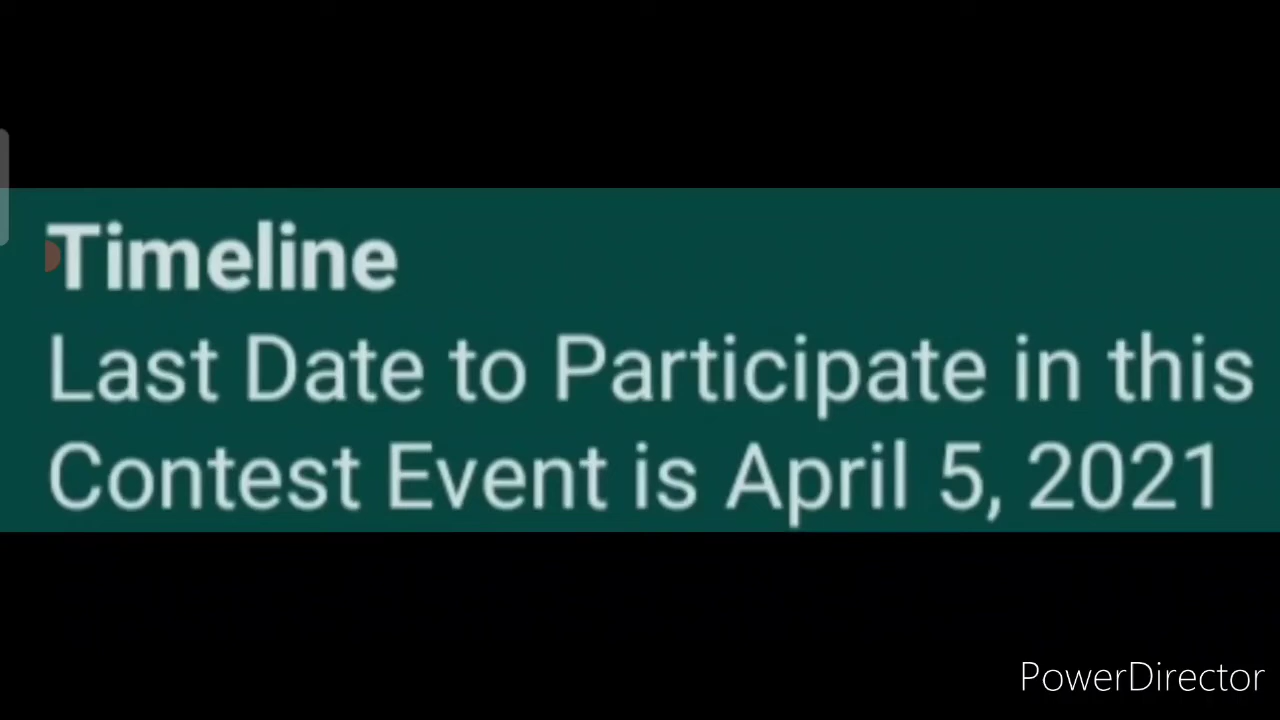 Timeline
Last Date to Participate in this
Contest Event is April 5, 2021
PowerDirector